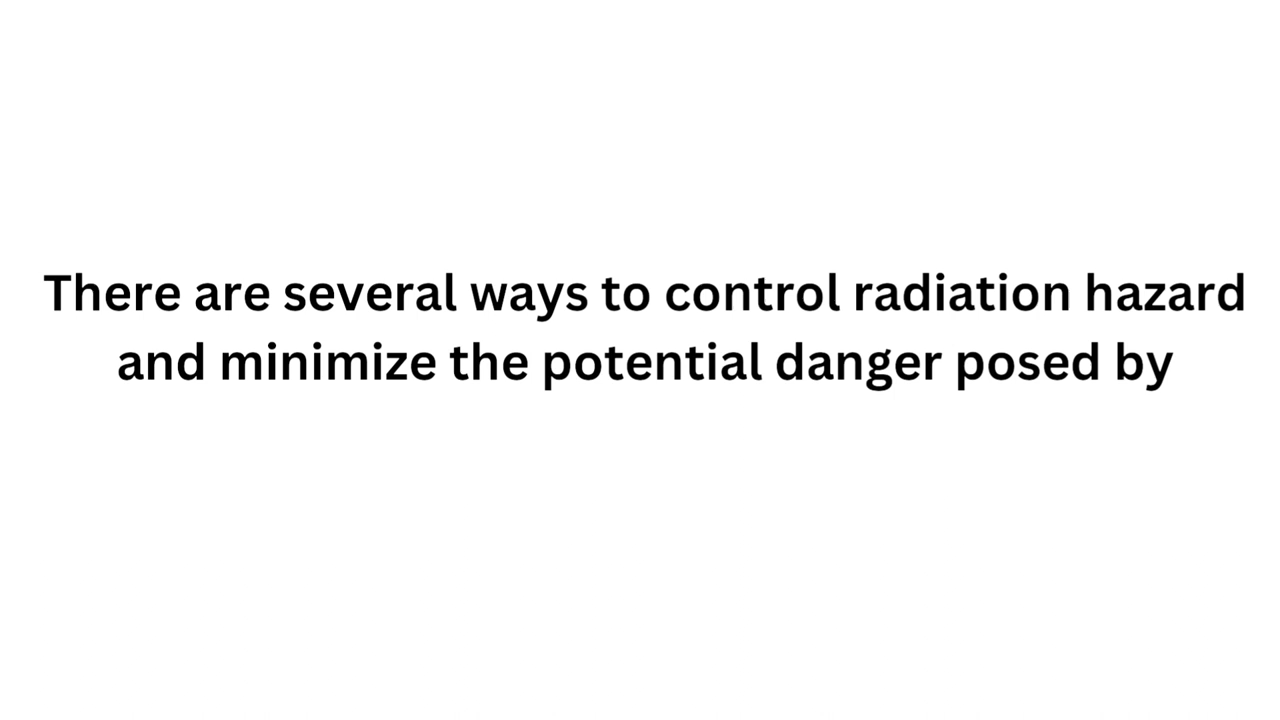 There are several ways to control radiation hazard
and minimize the potential danger posed by